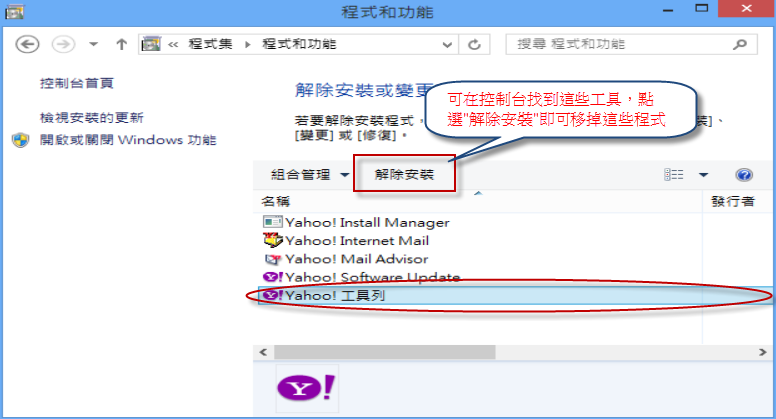 程式和功能
程式集 程式和功能
搜尋 程式和功能
控制台首頁
檢視安裝的更新
開啟或關閉 Windows 功能
解除安裝或變更
若要解除安裝程式，
裝]、
[變更] 或 [修復]。
可在控制台找到這些工具，點
選"解除安裝"即可移掉這些程式
組合管理
解除安裝
名稱
發行者
Yahoo! Install Manager
Yahoo! Internet Mail
Yahoo! Mail Advisor
Yahoo! Software Update
Yahoo! 工具列
Y!